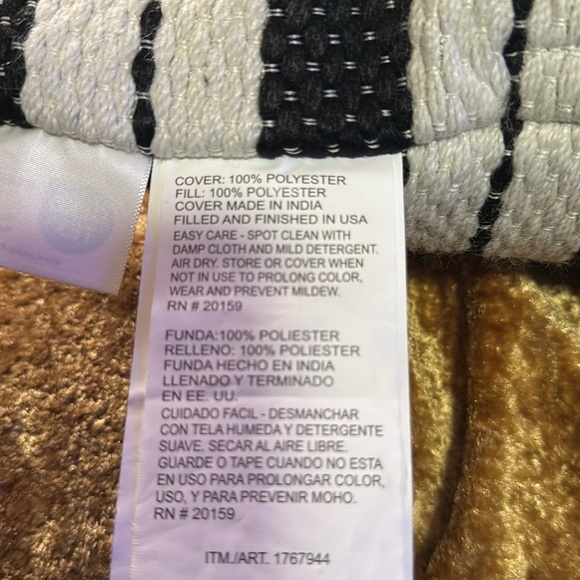 COVER: 100% POLYESTER
FILL: 100% POLYESTER
COVER MADE IN INDIA
FILLED AND FINISHED IN USA
EASY CARE - SPOT CLEAN WITH
DAMP CLOTH AND MILD DETERGENT.
AIR DRY. STORE OR COVER WHEN
NOT IN USE TO PROLONG COLOR,
WEAR AND PREVENT MILDEW.
RN # 20159
FUNDA:100% POLIESTER
RELLENO: 100% POLIESTER
FUNDA HECHO EN INDIA
LLENADO Y TERMINADO
EN EE. UU.
CUIDADO FACIL - DESMANCHAR
CON TELA HUMEDA Y DETERGENTE
SUAVE. SECAR AL AIRE LIBRE.
GUARDE O TAPE CUANDO NO ESTA
EN USO PARA PROLONGAR COLOR,
USO, Y PARA PREVENIR MOHO.
RN # 20159
ITM./ART. 1767944